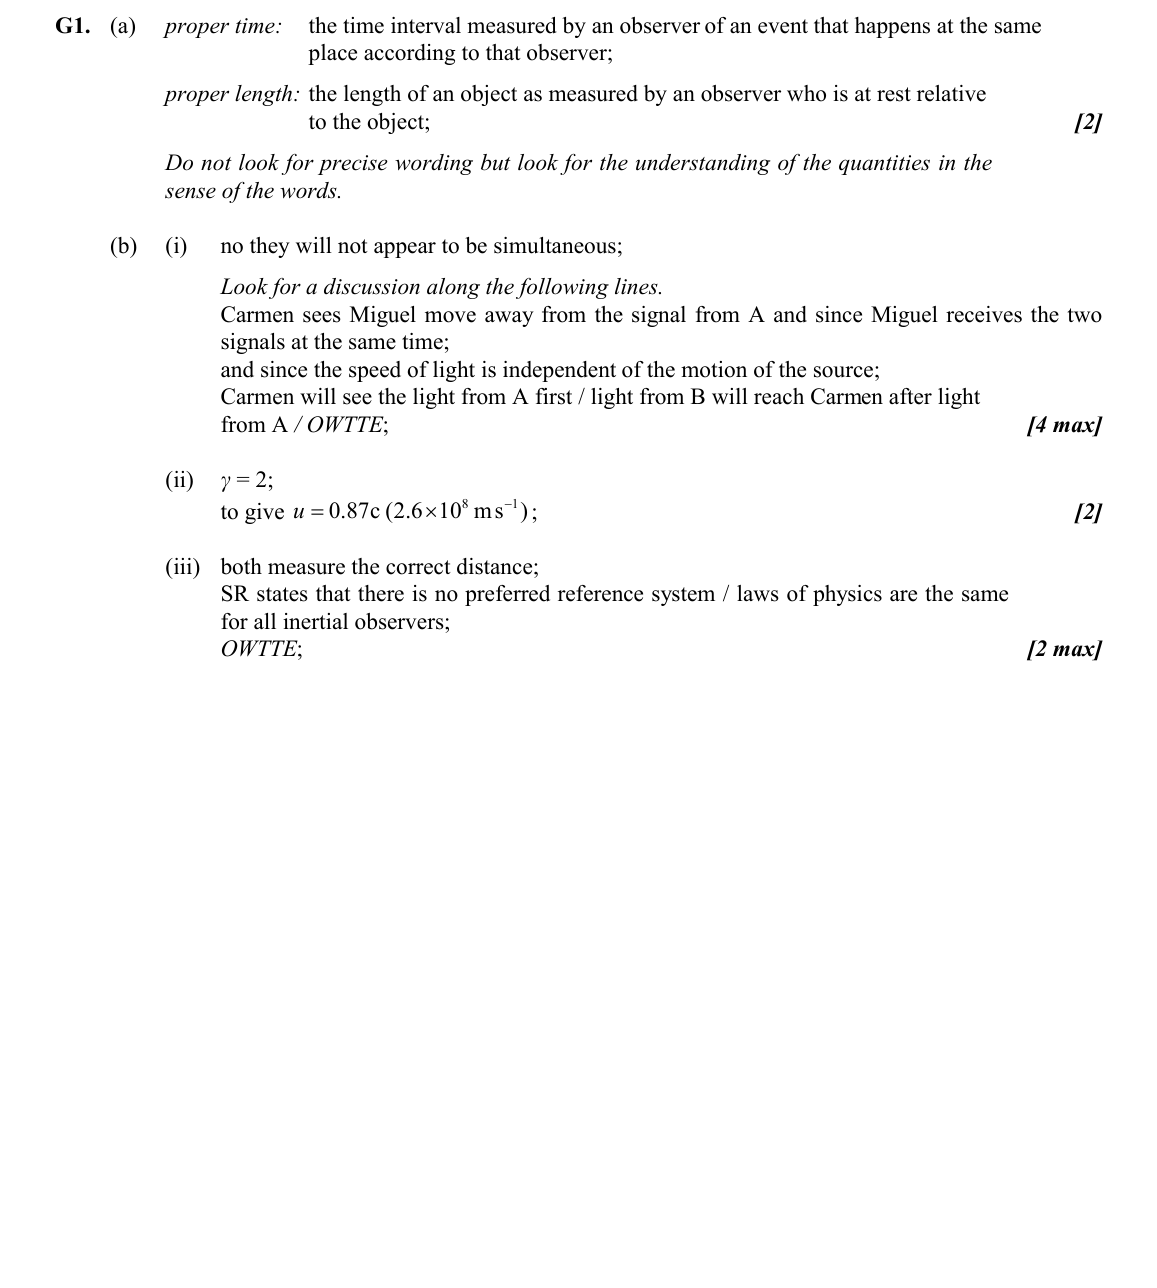 G1. (a) proper time: the time interval measured by an observer of an event that happens at the same
place according to that observer;
proper length: the length of an object as measured by an observer who is at rest relative
to the object; [2]
Do not look for precise wording but look for the understanding of the quantities in the
sense of the words.
(b) (i) no they will not appear to be simultaneous;
Look for a discussion along the following lines.
Carmen sees Miguel move away from the signal from A and since Miguel receives the two
signals at the same time;
and since the speed of light is independent of the motion of the source;
Carmen will see the light from A first / light from B will reach Carmen after light
from A / OWTTE; [4 max]
(ii) γ = 2;
to give u = 0.87c (2.6×10⁸ m s⁻¹); [2]
(iii) both measure the correct distance;
SR states that there is no preferred reference system / laws of physics are the same
for all inertial observers;
OWTTE; [2 max]